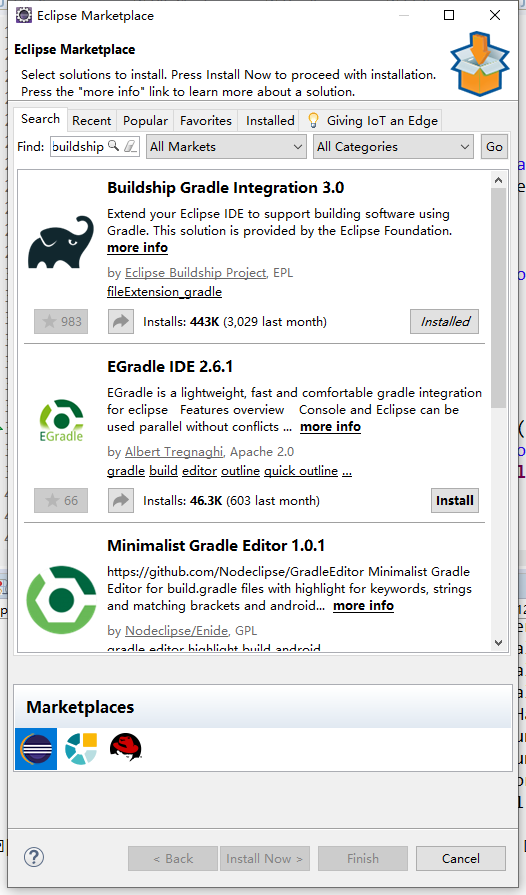 Eclipse Marketplace
Eclipse Marketplace
Select solutions to install. Press Install Now to proceed with installation.
Press the "more info" link to learn more about a solution.
Search Recent Popular Favorites Installed Giving IoT an Edge
Find: buildship All Markets All Categories Go
Buildship Gradle Integration 3.0
Extend your Eclipse IDE to support building software using
Gradle. This solution is provided by the Eclipse Foundation.
more info
by Eclipse Buildship Project, EPL
fileExtension_gradle
983 Installs: 443K (3,029 last month) Installed
EGradle IDE 2.6.1
EGradle is a lightweight, fast and comfortable gradle integration
for eclipse Features overview Console and Eclipse can be
used parallel without conflicts ... more info
EGradle
by Albert Tregnaghi, Apache 2.0
gradle build editor outline quick outline ...
66 Installs: 46.3K (603 last month) Install
Minimalist Gradle Editor 1.0.1
https://github.com/Nodeclipse/GradleEditor Minimalist Gradle
Editor for build.gradle files with highlight for keywords, strings
and matching brackets and android... more info
by Nodeclipse/Enide, GPL
gradle editor highlight build android
Marketplaces
? < Back Install Now > Finish Cancel